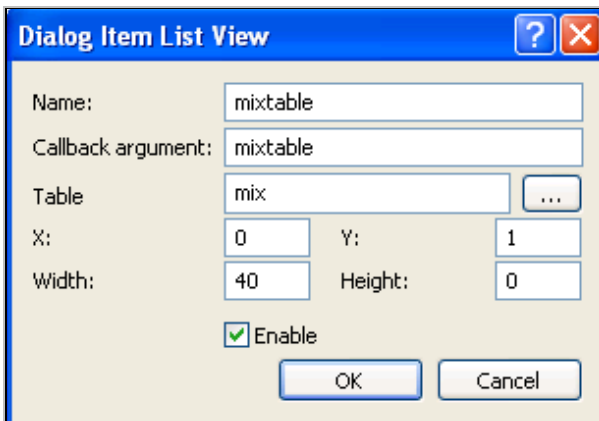 Dialog Item List View ?
Name: mixtable
Callback argument: mixtable
Table mix ...
X: 0 Y: 1
Width: 40 Height: 0
Enable
OK Cancel